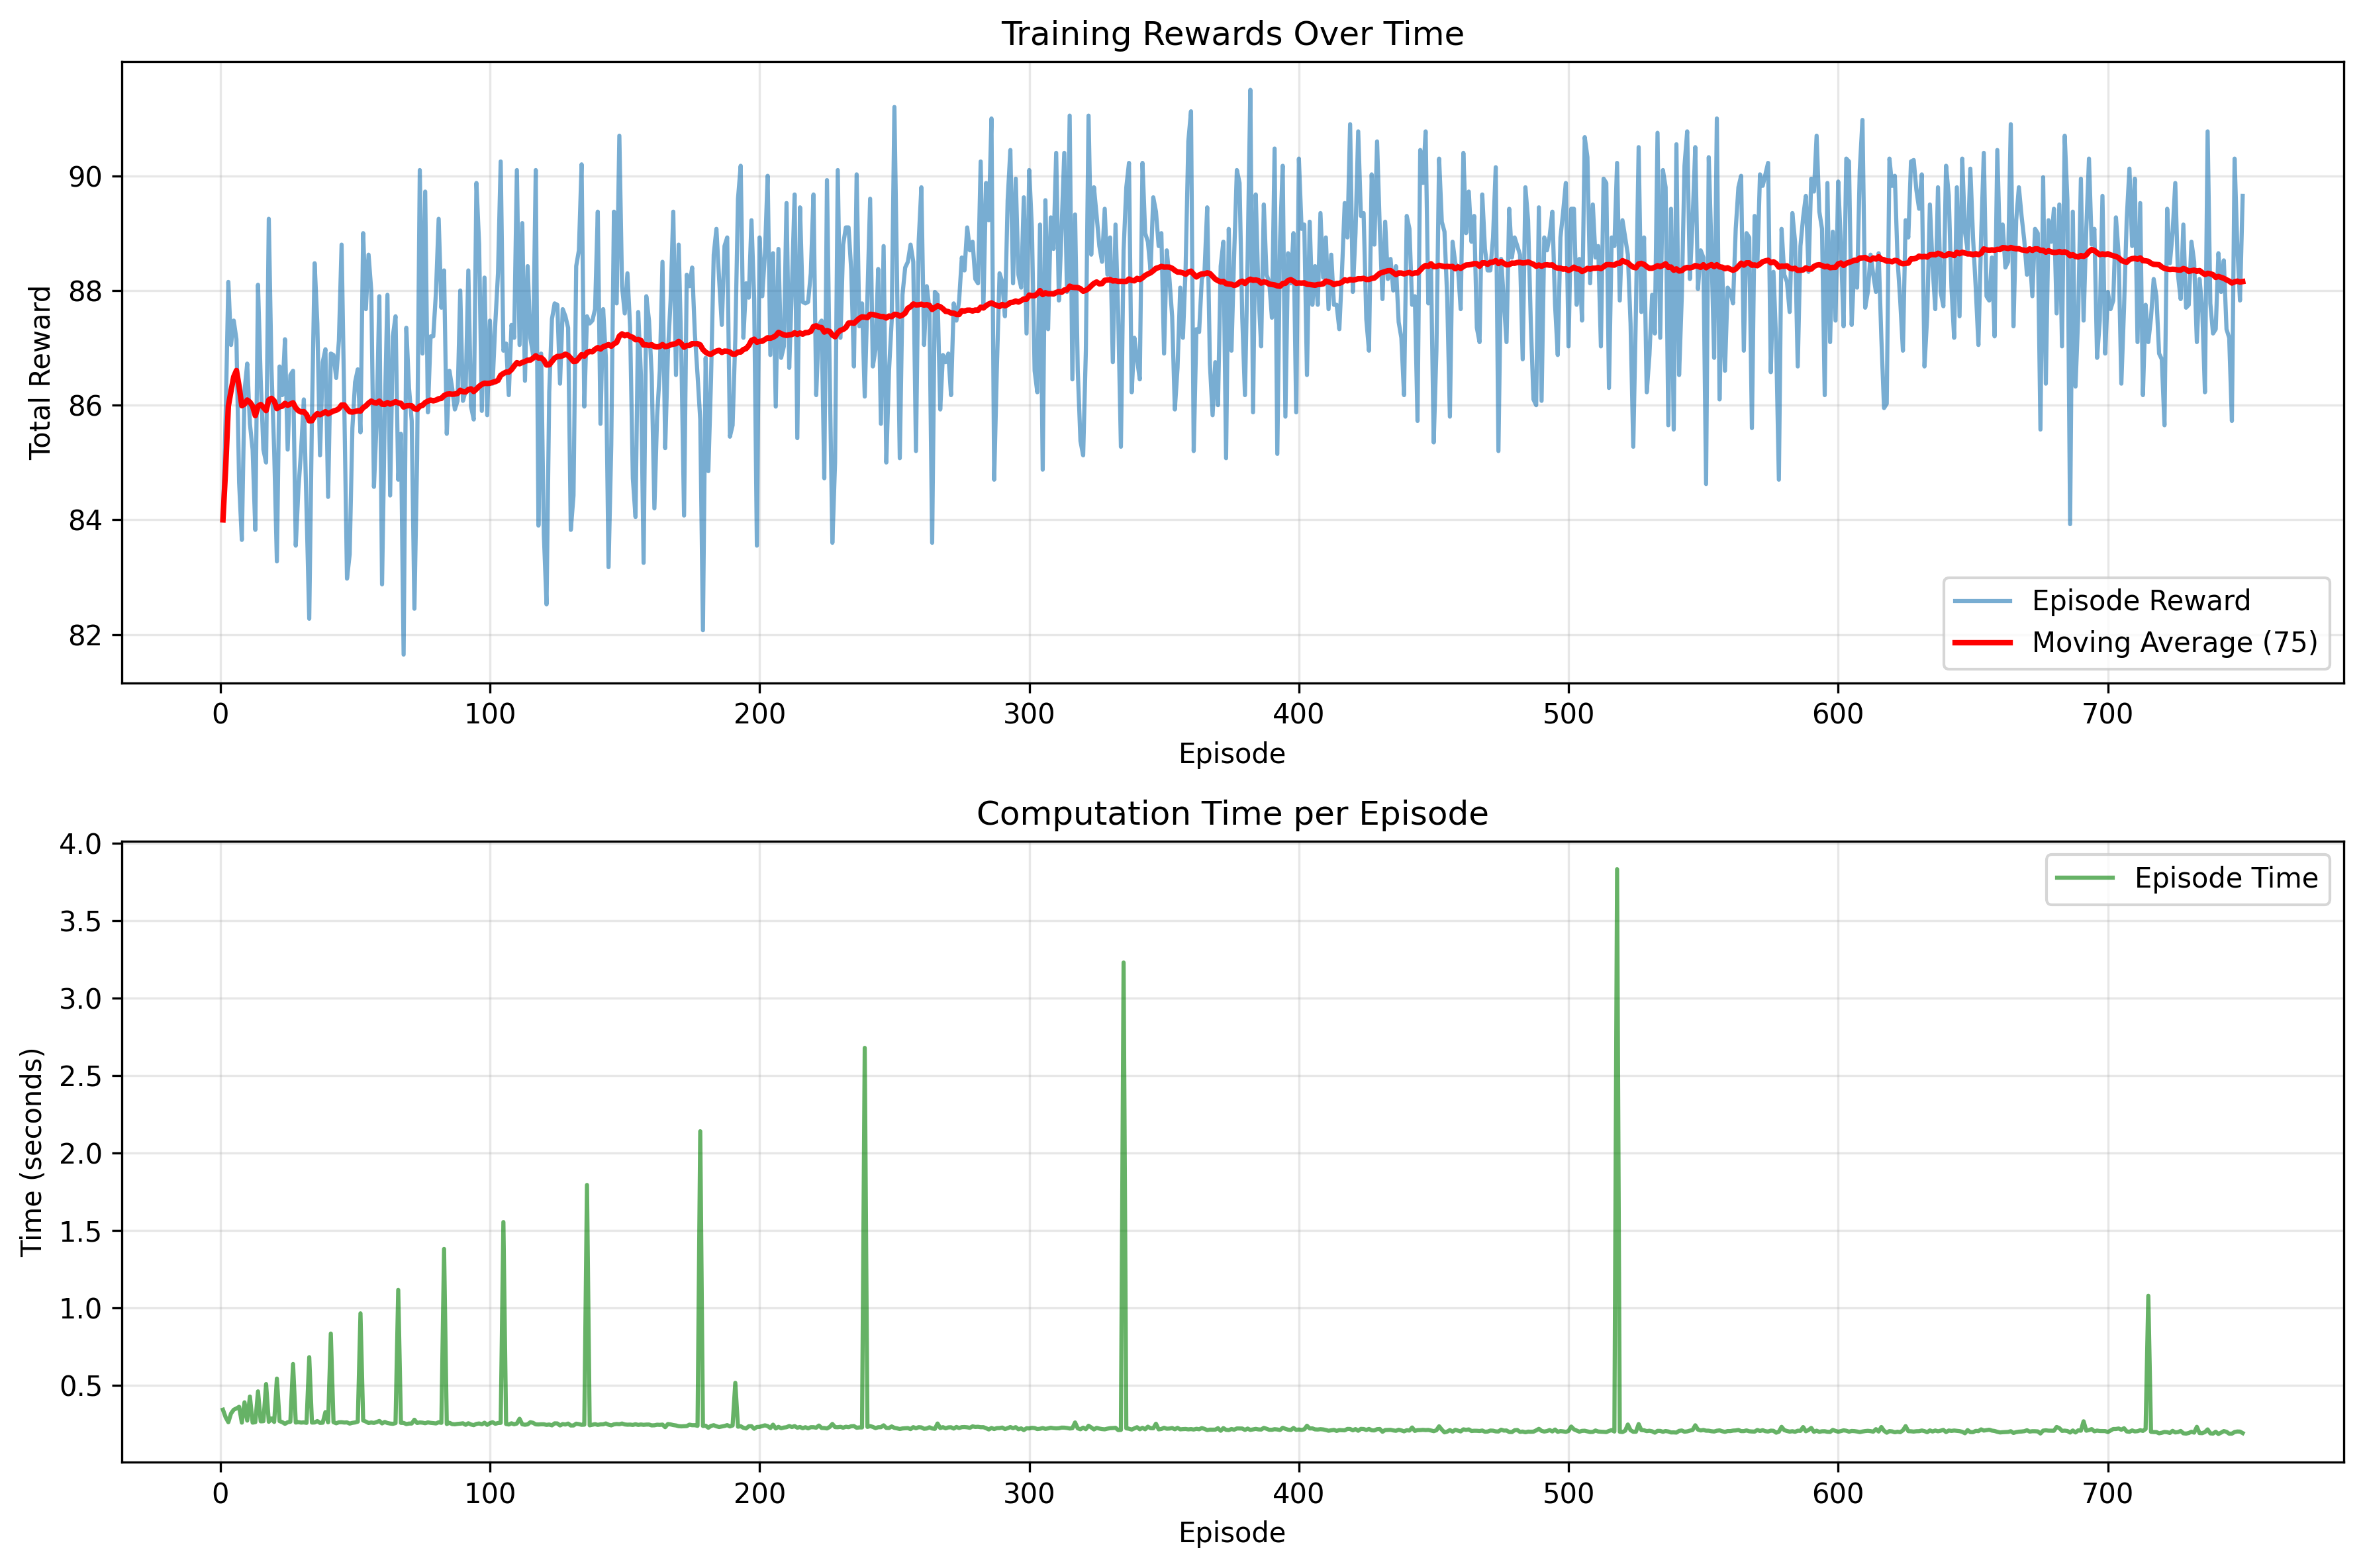 Training Rewards Over Time
Total Reward
90
88
86
84
82
Episode Reward
Moving Average (75)
0 100 200 300 400 500 600 700
Episode
Computation Time per Episode
Time (seconds)
4.0
3.5
3.0
2.5
2.0
1.5
1.0
0.5
Episode Time
0 100 200 300 400 500 600 700
Episode